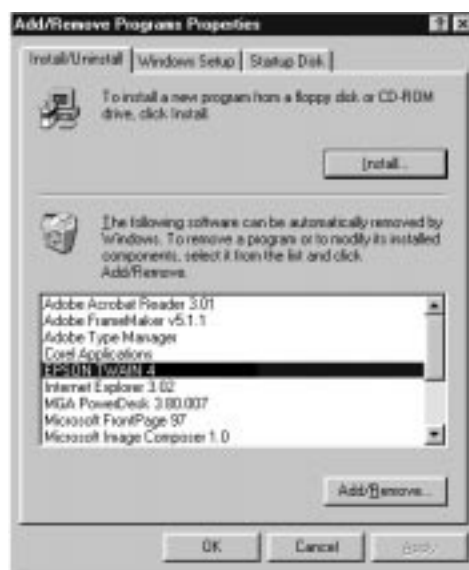 Add/Remove Programs Properties
Install/Uninstall Windows Setup Startup Disk
To install a new program from a floppy disk or CD-ROM
drive, click Install.
Install...
The following software can be automatically removed by
Windows. To remove a program or to modify its installed
components, select it from the list and click
Add/Remove.
Adobe Acrobat Reader 3.01
Adobe FrameMaker v5.1.1
Adobe Type Manager
Corel Applications
EPSON TWAIN 4
Internet Explorer 3.02
MGA PowerDesk 3.80.007
Microsoft FrontPage 97
Microsoft Image Composer 1.0
Add/Remove...
OK Cancel Apply